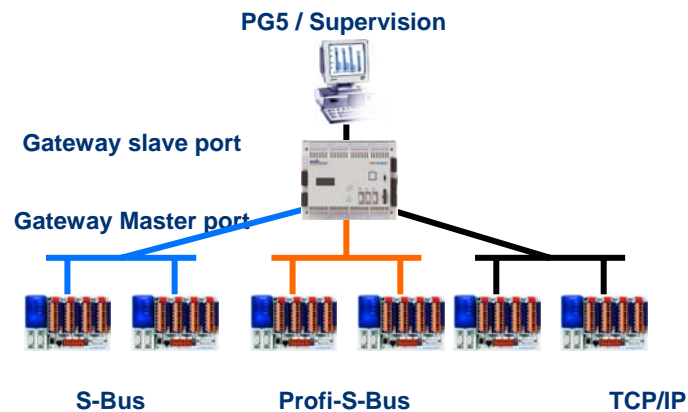 PG5 / Supervision
Gateway slave port
Gateway Master port
S-Bus
Profi-S-Bus
TCP/IP